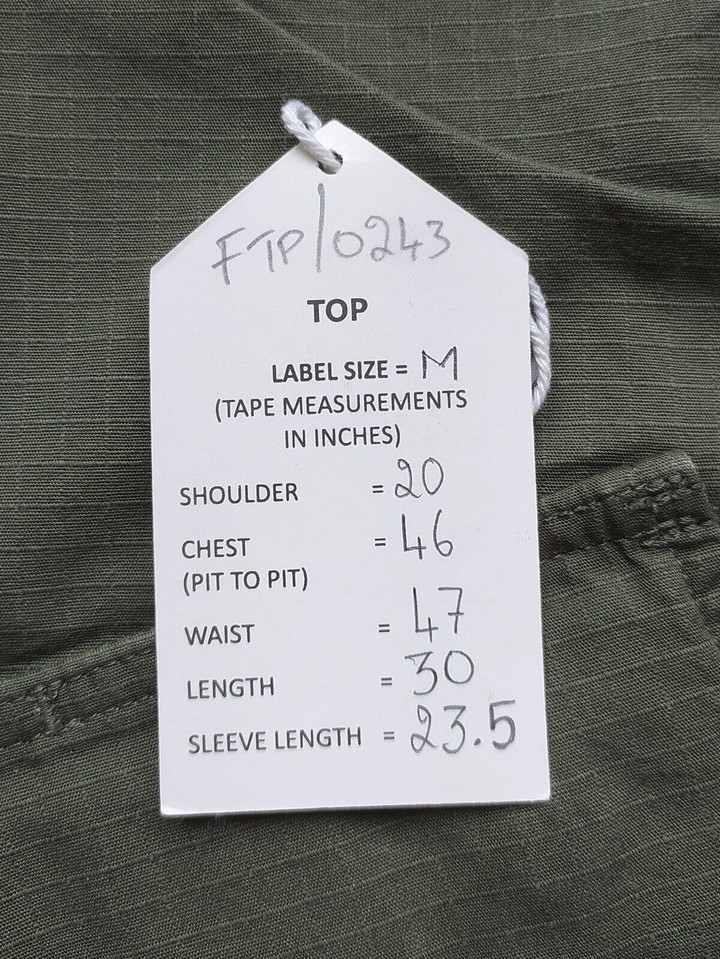 FTP/0243
TOP
LABEL SIZE = M
(TAPE MEASUREMENTS
IN INCHES)
SHOULDER = 20
CHEST = 46
(PIT TO PIT)
WAIST = 47
LENGTH = 30
SLEEVE LENGTH = 23.5